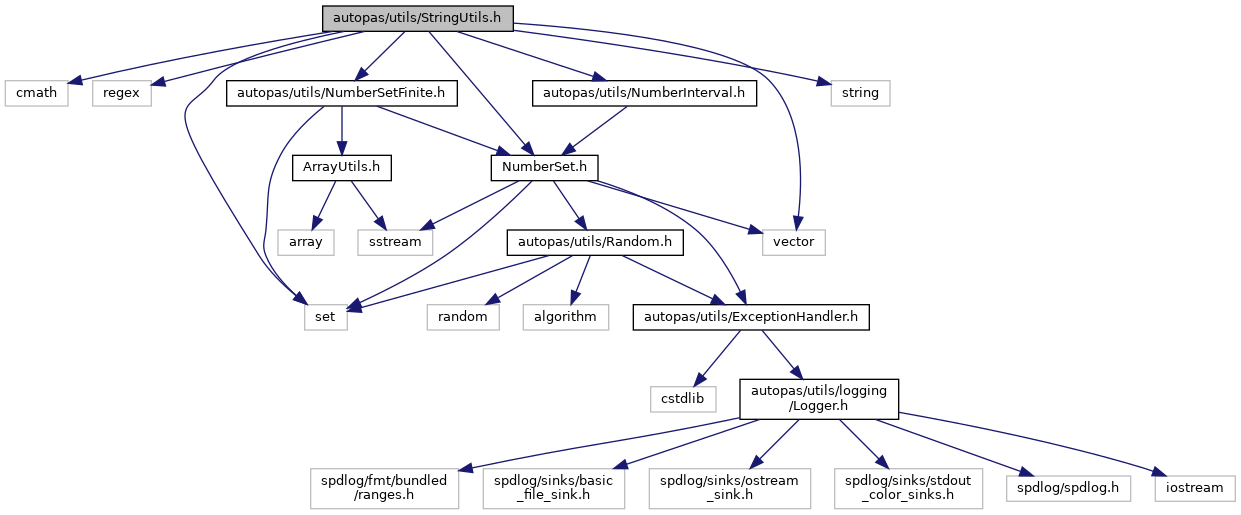 autopas/utils/StringUtils.h
cmath
regex
autopas/utils/NumberSetFinite.h
autopas/utils/NumberInterval.h
string
ArrayUtils.h
NumberSet.h
array
sstream
autopas/utils/Random.h
vector
set
random
algorithm
autopas/utils/ExceptionHandler.h
cstdlib
autopas/utils/logging
/Logger.h
spdlog/fmt/bundled
/ranges.h
spdlog/sinks/basic
_file_sink.h
spdlog/sinks/ostream
_sink.h
spdlog/sinks/stdout
_color_sinks.h
spdlog/spdlog.h
iostream